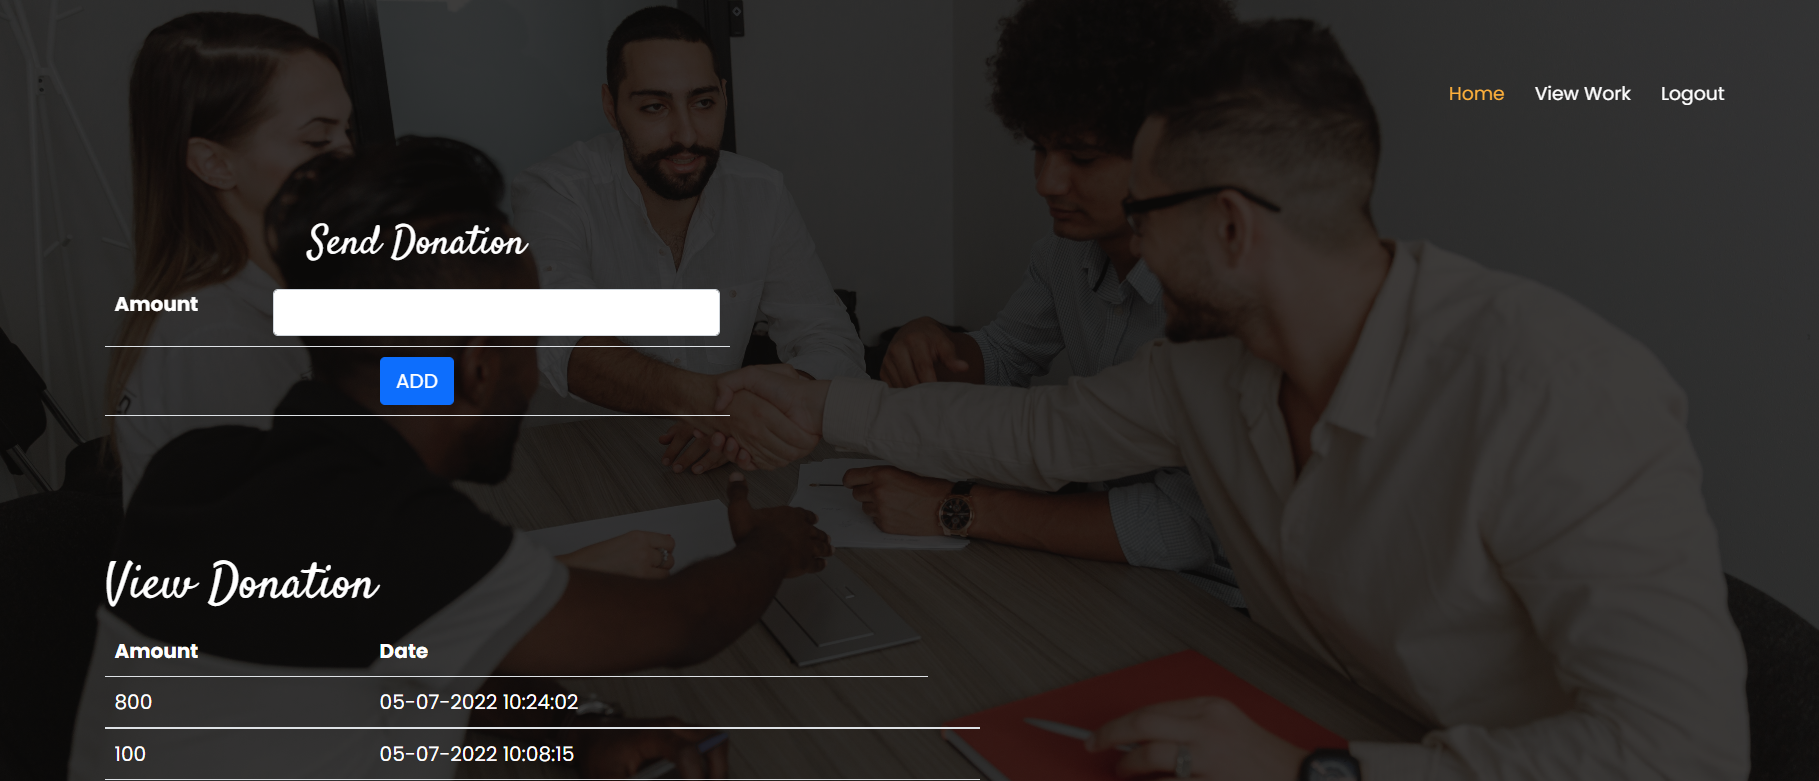 Home View Work Logout
Send Donation
Amount
ADD
View Donation
Amount Date
800 05-07-2022 10:24:02
100 05-07-2022 10:08:15